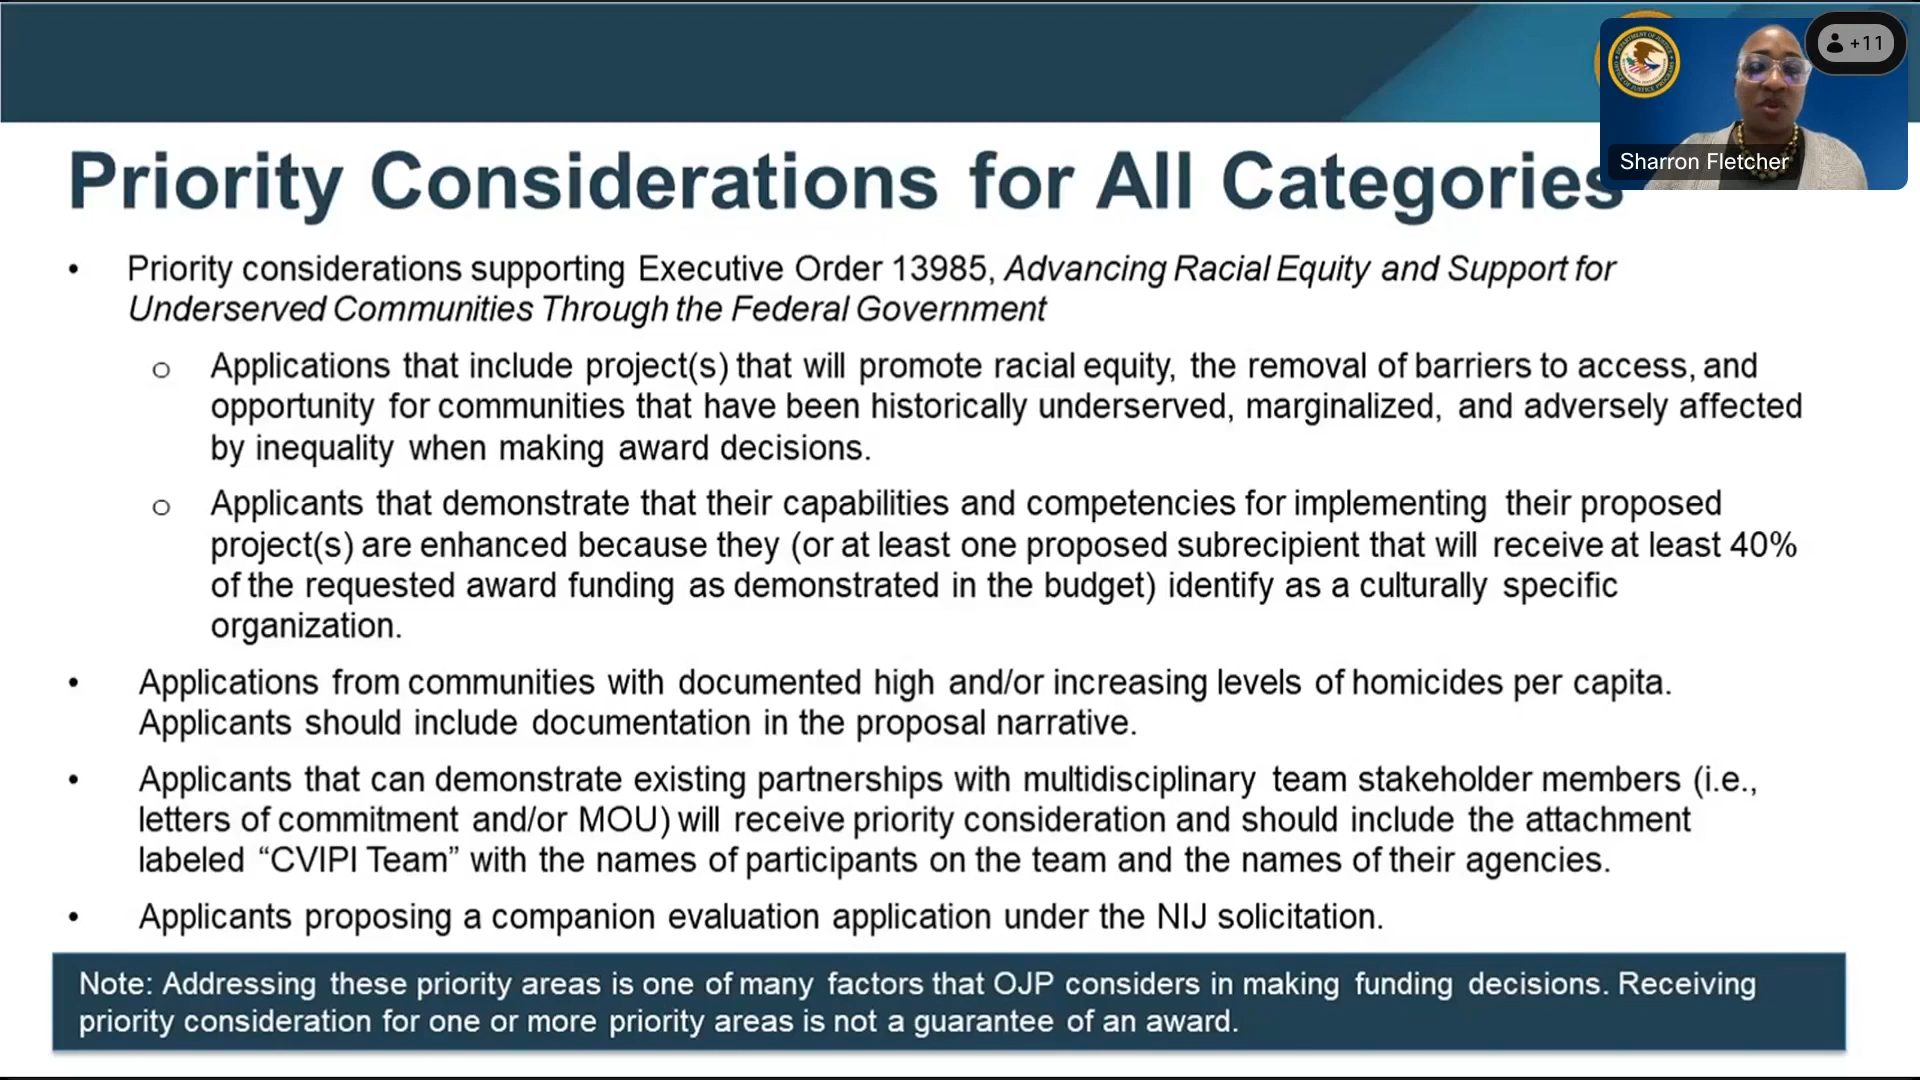 +11
Sharron Fletcher
Priority Considerations for All Categories
• Priority considerations supporting Executive Order 13985, Advancing Racial Equity and Support for
Underserved Communities Through the Federal Government
o Applications that include project(s) that will promote racial equity, the removal of barriers to access, and
opportunity for communities that have been historically underserved, marginalized, and adversely affected
by inequality when making award decisions.
o Applicants that demonstrate that their capabilities and competencies for implementing their proposed
project(s) are enhanced because they (or at least one proposed subrecipient that will receive at least 40%
of the requested award funding as demonstrated in the budget) identify as a culturally specific
organization.
• Applications from communities with documented high and/or increasing levels of homicides per capita.
Applicants should include documentation in the proposal narrative.
• Applicants that can demonstrate existing partnerships with multidisciplinary team stakeholder members (i.e.,
letters of commitment and/or MOU) will receive priority consideration and should include the attachment
labeled “CVIPI Team” with the names of participants on the team and the names of their agencies.
• Applicants proposing a companion evaluation application under the NIJ solicitation.
Note: Addressing these priority areas is one of many factors that OJP considers in making funding decisions. Receiving
priority consideration for one or more priority areas is not a guarantee of an award.